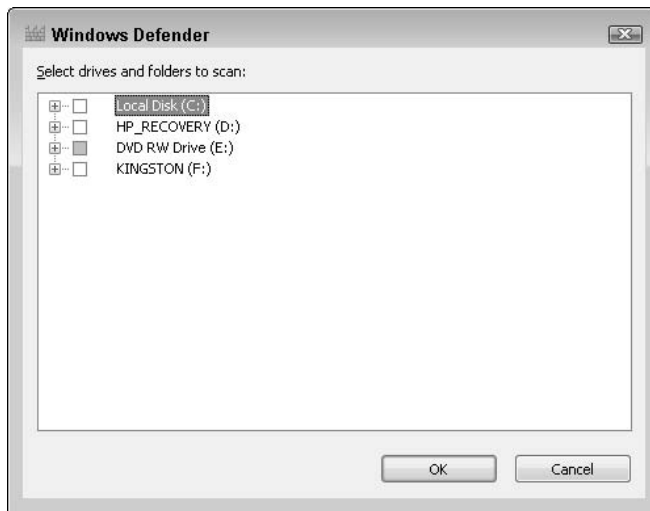 Windows Defender
Select drives and folders to scan:
Local Disk (C:)
HP_RECOVERY (D:)
DVD RW Drive (E:)
KINGSTON (F:)
OK Cancel